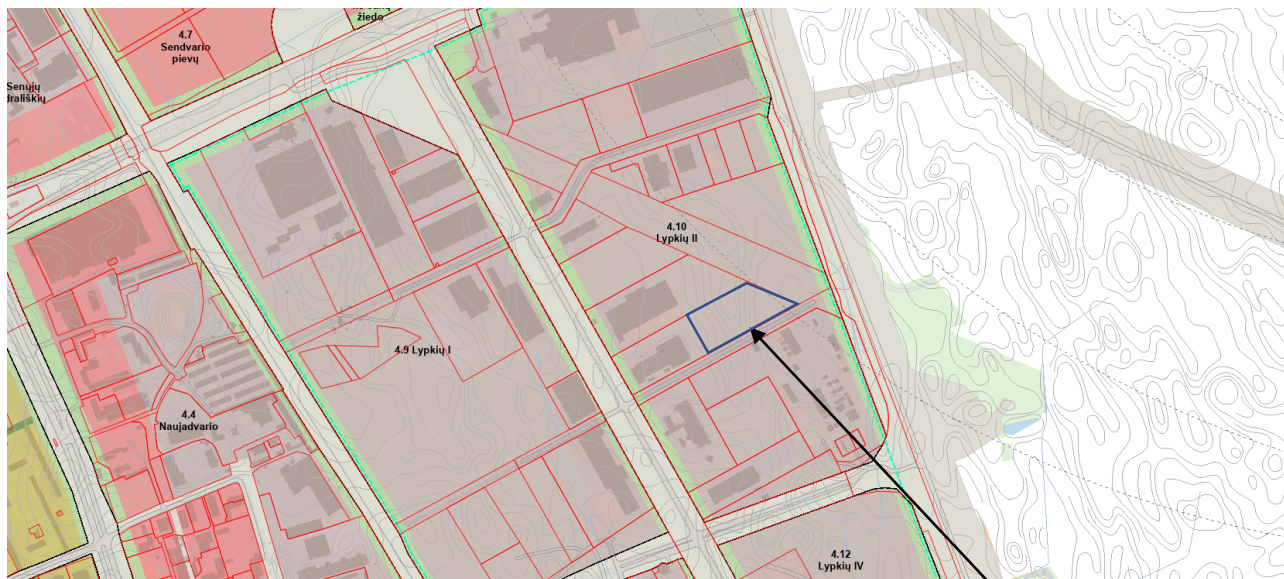 žiedo
4.7
Sendvario
pievų
Senųjų
4.10
Lypkių II
4.9 Lypkių I
4.4
Naujadvario
4.12
Lypkių IV